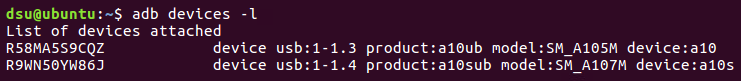 dsu@ubuntu:~$ adb devices -l
List of devices attached
R58MA5S9CQZ            device usb:1-1.3 product:a10ub model:SM_A105M device:a10
R9WN50YW86J            device usb:1-1.4 product:a10sub model:SM_A107M device:a10s